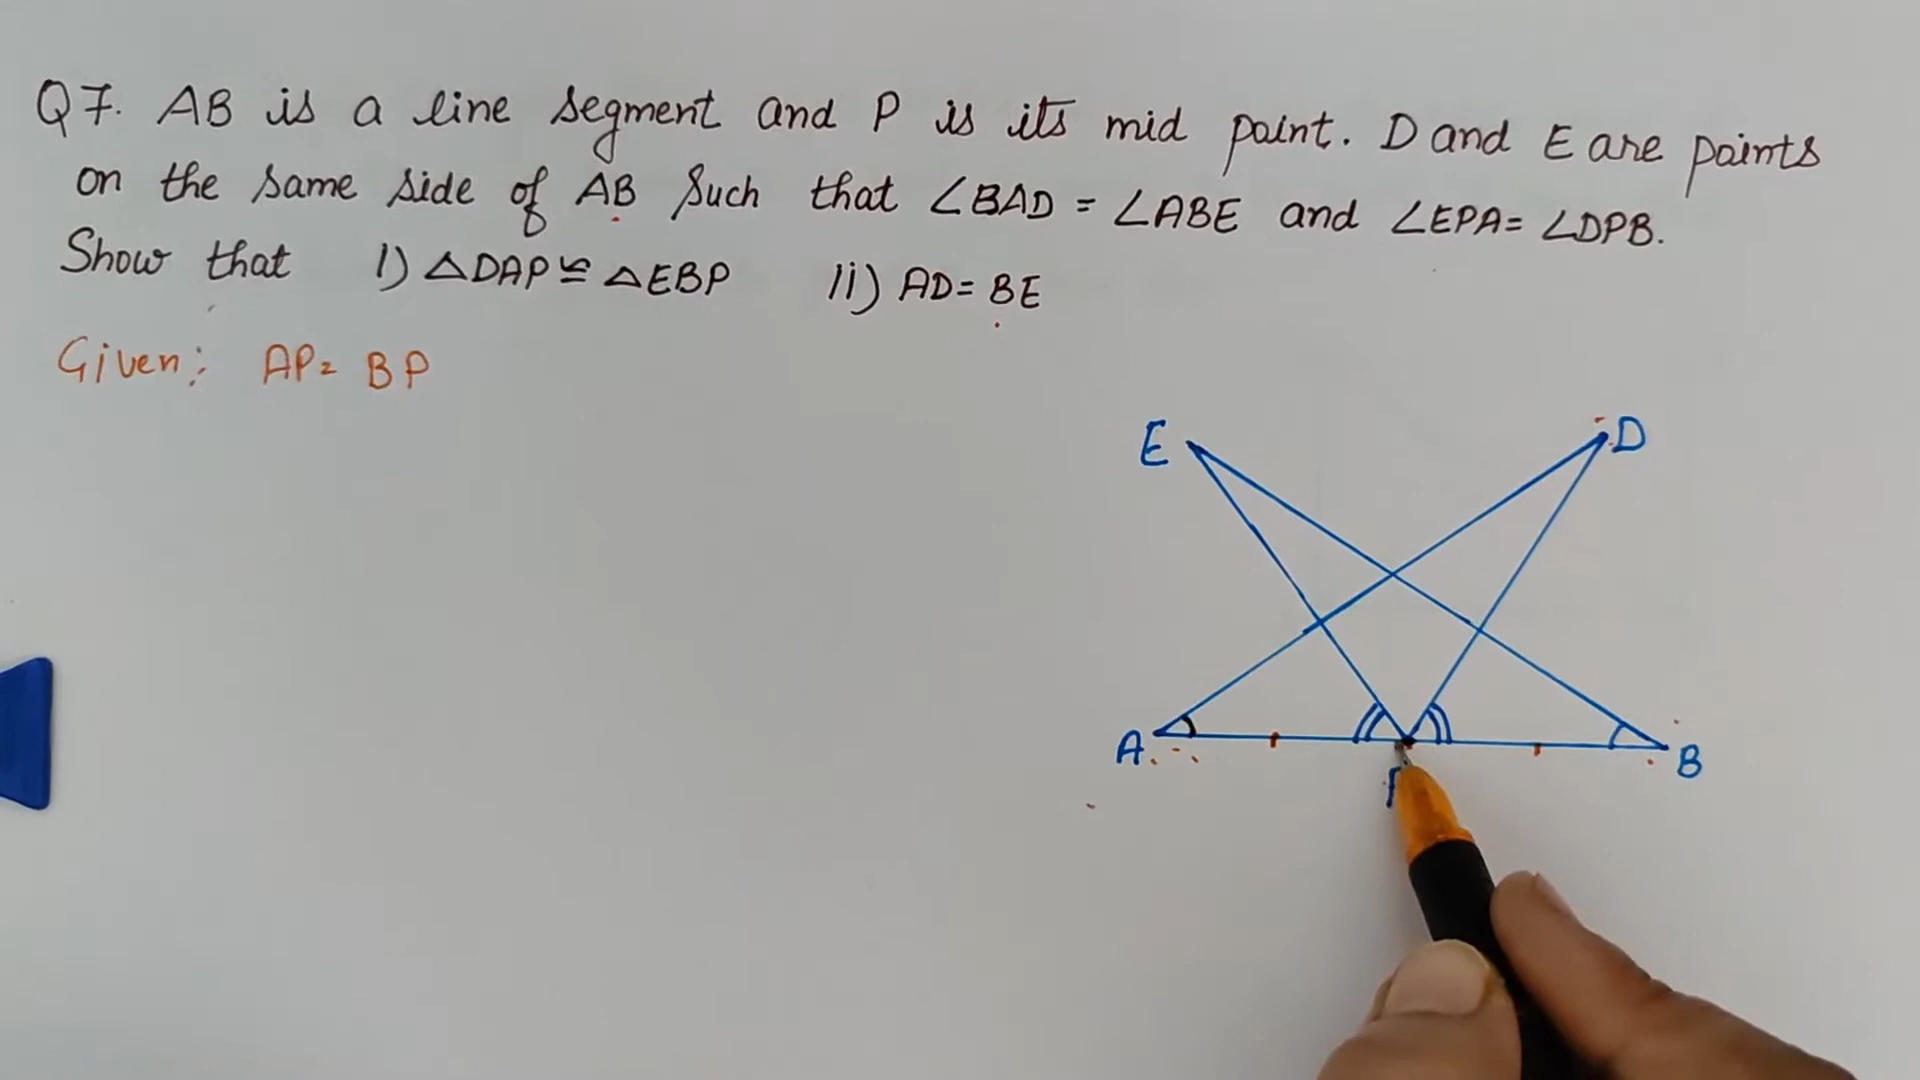 Q7. AB is a line segment and P is its mid point. D and E are points
on the same side of AB Such that ∠BAD = ∠ABE and ∠EPA = ∠DPB.
Show that I) △DAP ≅ △EBP II) AD = BE
Given: AP = BP
E D
A B